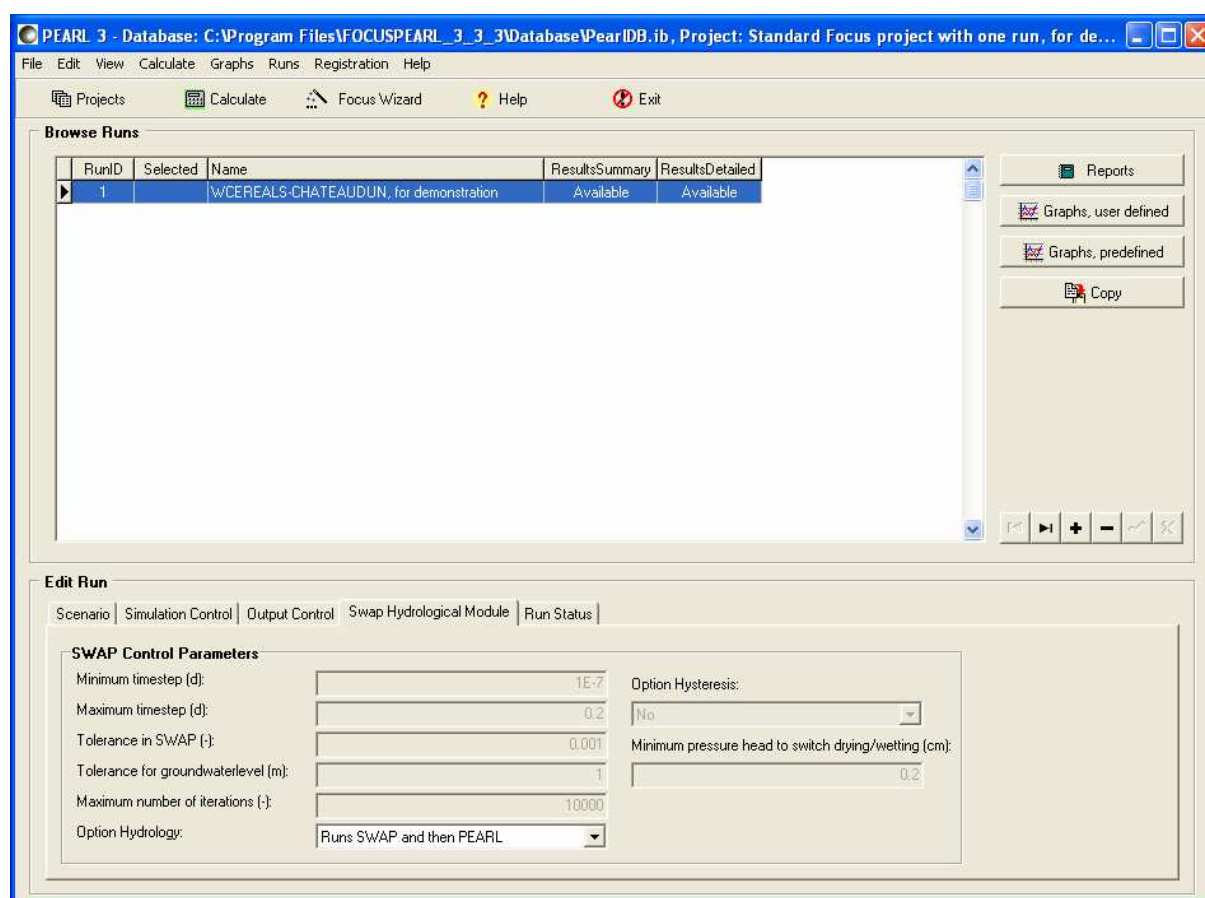 PEARL 3 - Database: C:\Program Files\FOCUSPEARL_3_3_3\Database\PearlDB.ib, Project: Standard Focus project with one run, for de...
File Edit View Calculate Graphs Runs Registration Help
Projects Calculate Focus Wizard ? Help Exit
Browse Runs
RunID Selected Name ResultsSummary ResultsDetailed
1 WCEREALS-CHATEAUDUN, for demonstration Available Available
Reports
Graphs, user defined
Graphs, predefined
Copy
Edit Run
Scenario Simulation Control Output Control Swap Hydrological Module Run Status
SWAP Control Parameters
Minimum timestep (d): 1E-7 Option Hysteresis:
Maximum timestep (d): 0.2 No
Tolerance in SWAP (-): 0.001 Minimum pressure head to switch drying/wetting (cm):
Tolerance for groundwaterlevel (m): 1 0.2
Maximum number of iterations (-): 10000
Option Hydrology: Runs SWAP and then PEARL